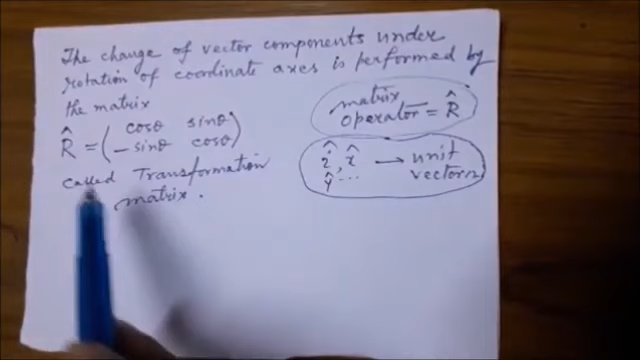 The change of vector components under
rotation of coordinate axes is performed by
the matrix
R̂ = ( cosθ sinθ
−sinθ cosθ )
called Transformation
matrix.
matrix
operator = R̂
î, x̂ → unit
ŷ ... vectors